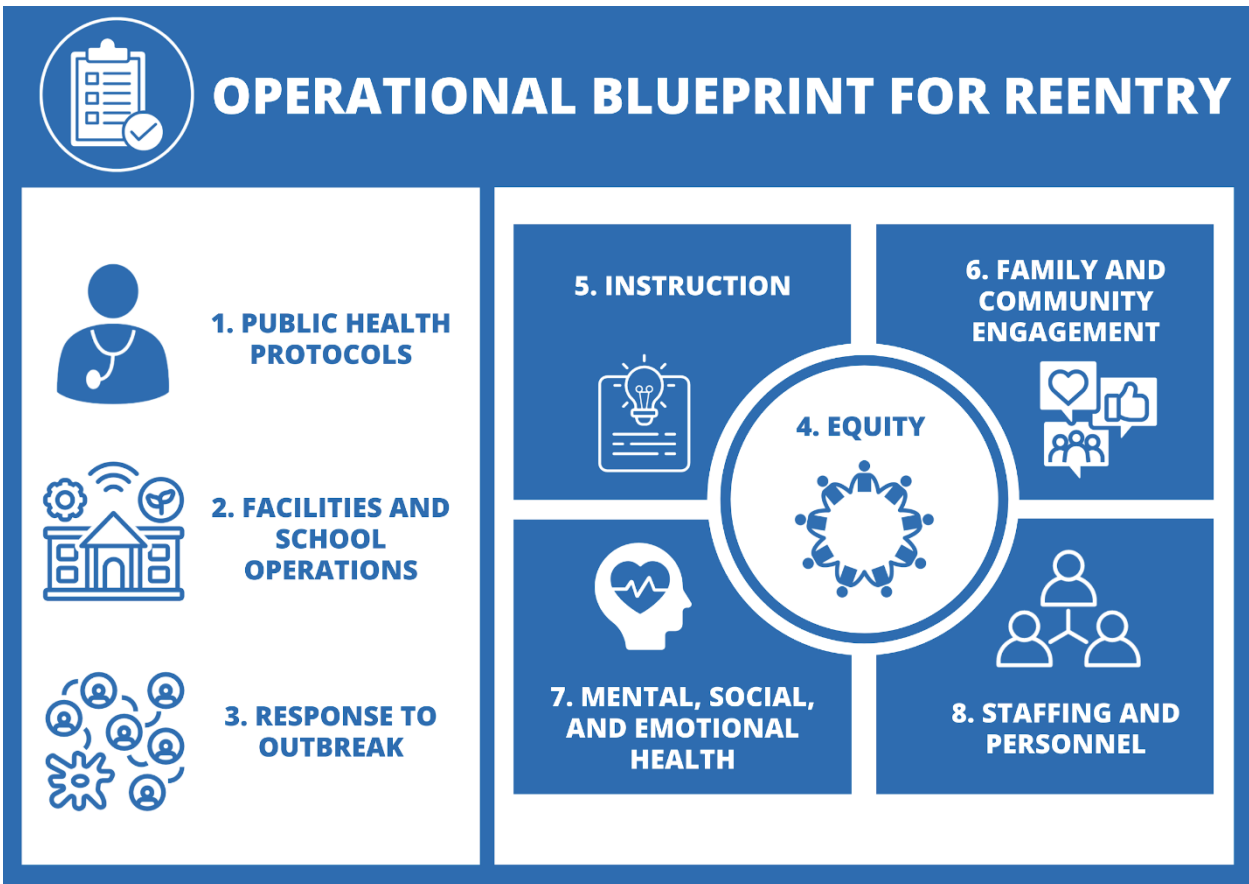 OPERATIONAL BLUEPRINT FOR REENTRY
1. PUBLIC HEALTH
PROTOCOLS
2. FACILITIES AND
SCHOOL
OPERATIONS
3. RESPONSE TO
OUTBREAK
4. EQUITY
5. INSTRUCTION
6. FAMILY AND
COMMUNITY
ENGAGEMENT
7. MENTAL, SOCIAL,
AND EMOTIONAL
HEALTH
8. STAFFING AND
PERSONNEL